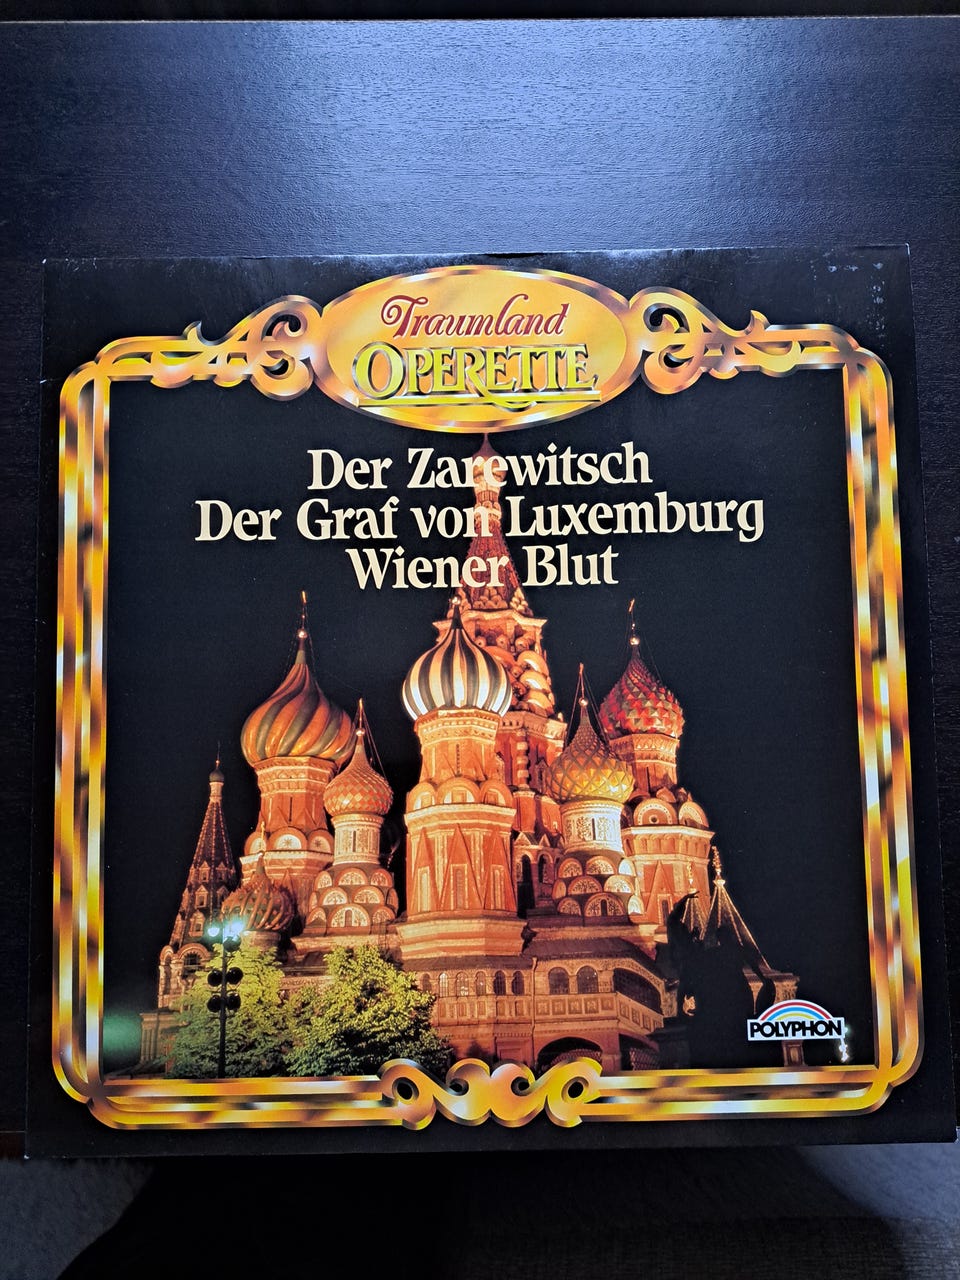 Traumland
OPERETTE
Der Zarewitsch
Der Graf von Luxemburg
Wiener Blut
POLYPHON